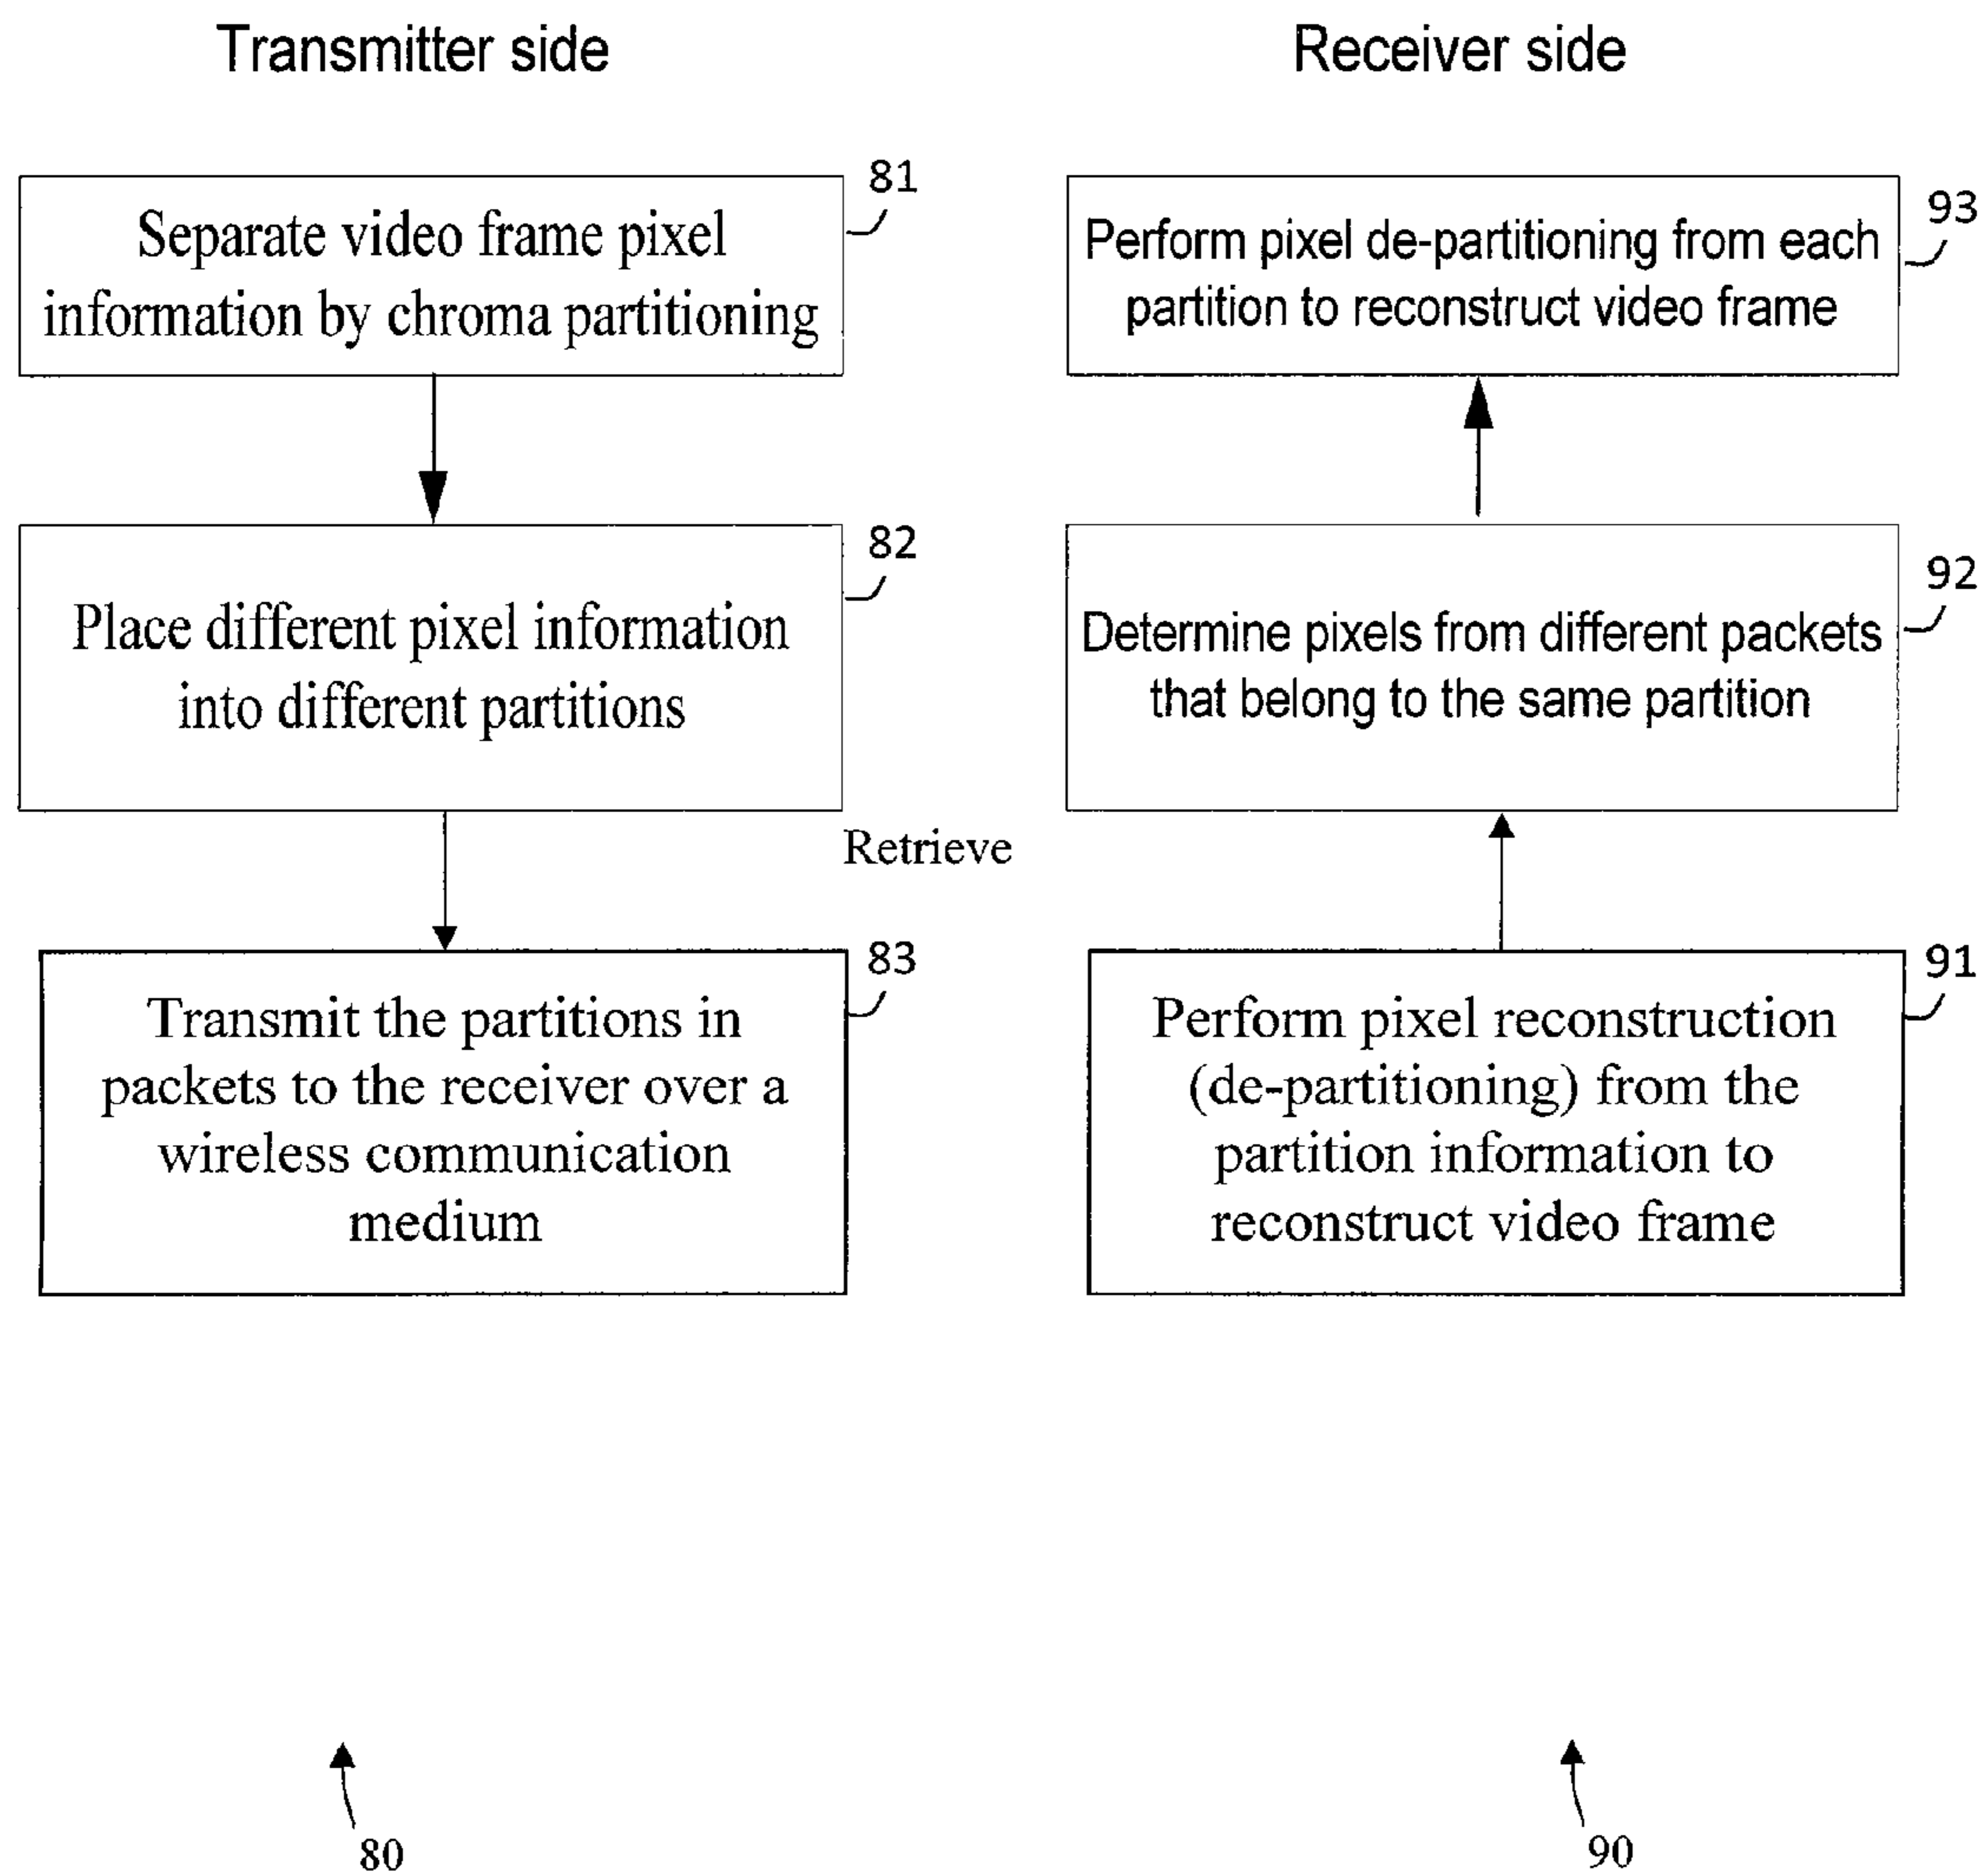 Transmitter side
Separate video frame pixel
information by chroma partitioning
81
Place different pixel information
into different partitions
82
Retrieve
Transmit the partitions in
packets to the receiver over a
wireless communication
medium
83
80
Receiver side
Perform pixel de-partitioning from each
partition to reconstruct video frame
93
Determine pixels from different packets
that belong to the same partition
92
Perform pixel reconstruction
(de-partitioning) from the
partition information to
reconstruct video frame
91
90